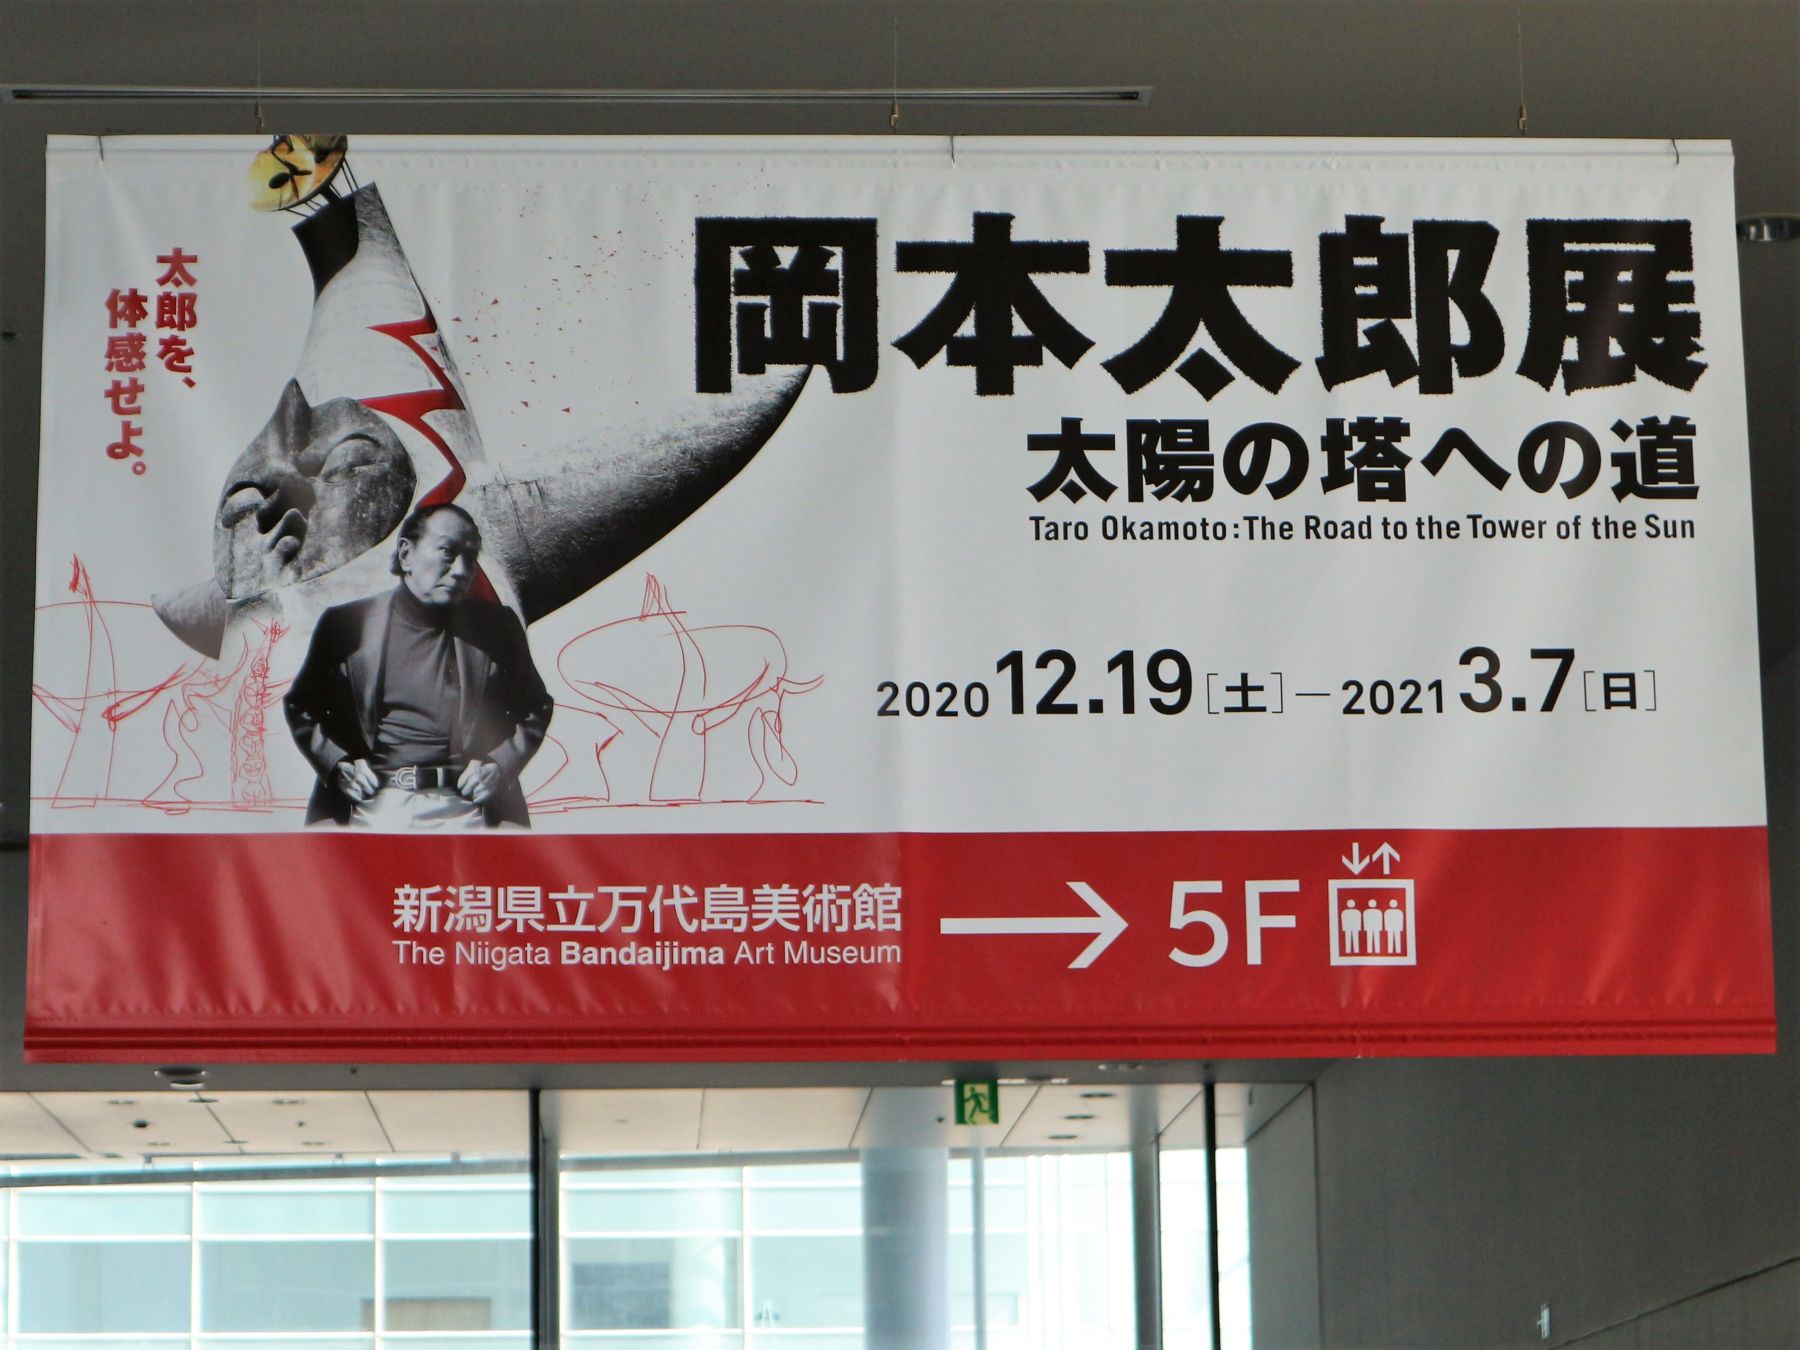 太郎を、
体感せよ。
岡本太郎展
太陽の塔への道
Taro Okamoto:The Road to the Tower of the Sun
2020 12.19[土]—2021 3.7[日]
新潟県立万代島美術館
The Niigata Bandaijima Art Museum
→ 5F